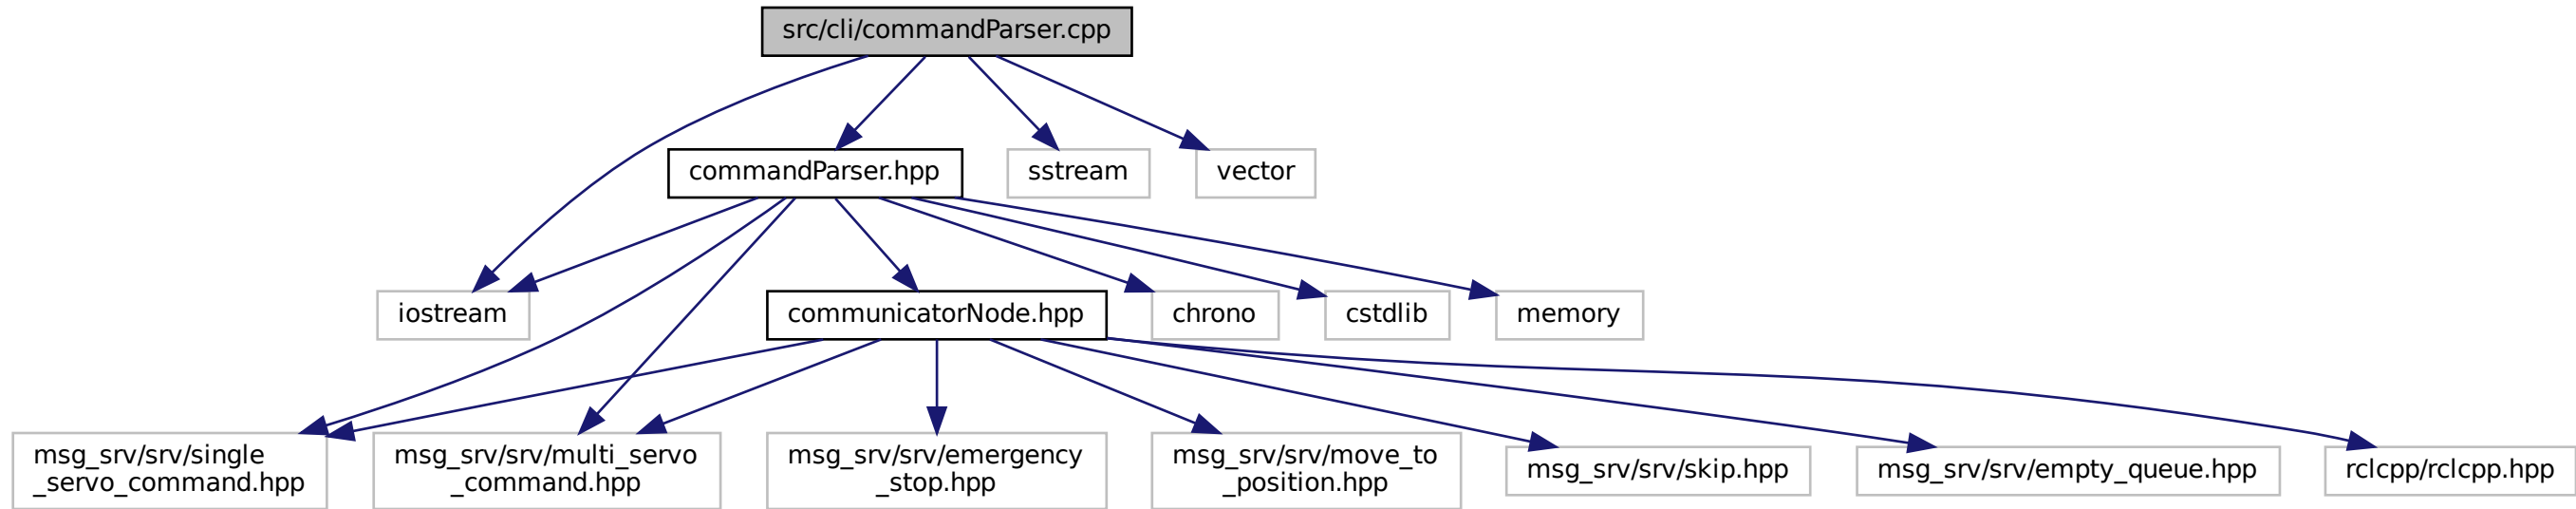 src/cli/commandParser.cpp
commandParser.hpp
sstream
vector
iostream
communicatorNode.hpp
chrono
cstdlib
memory
msg_srv/srv/single
_servo_command.hpp
msg_srv/srv/multi_servo
_command.hpp
msg_srv/srv/emergency
_stop.hpp
msg_srv/srv/move_to
_position.hpp
msg_srv/srv/skip.hpp
msg_srv/srv/empty_queue.hpp
rclcpp/rclcpp.hpp